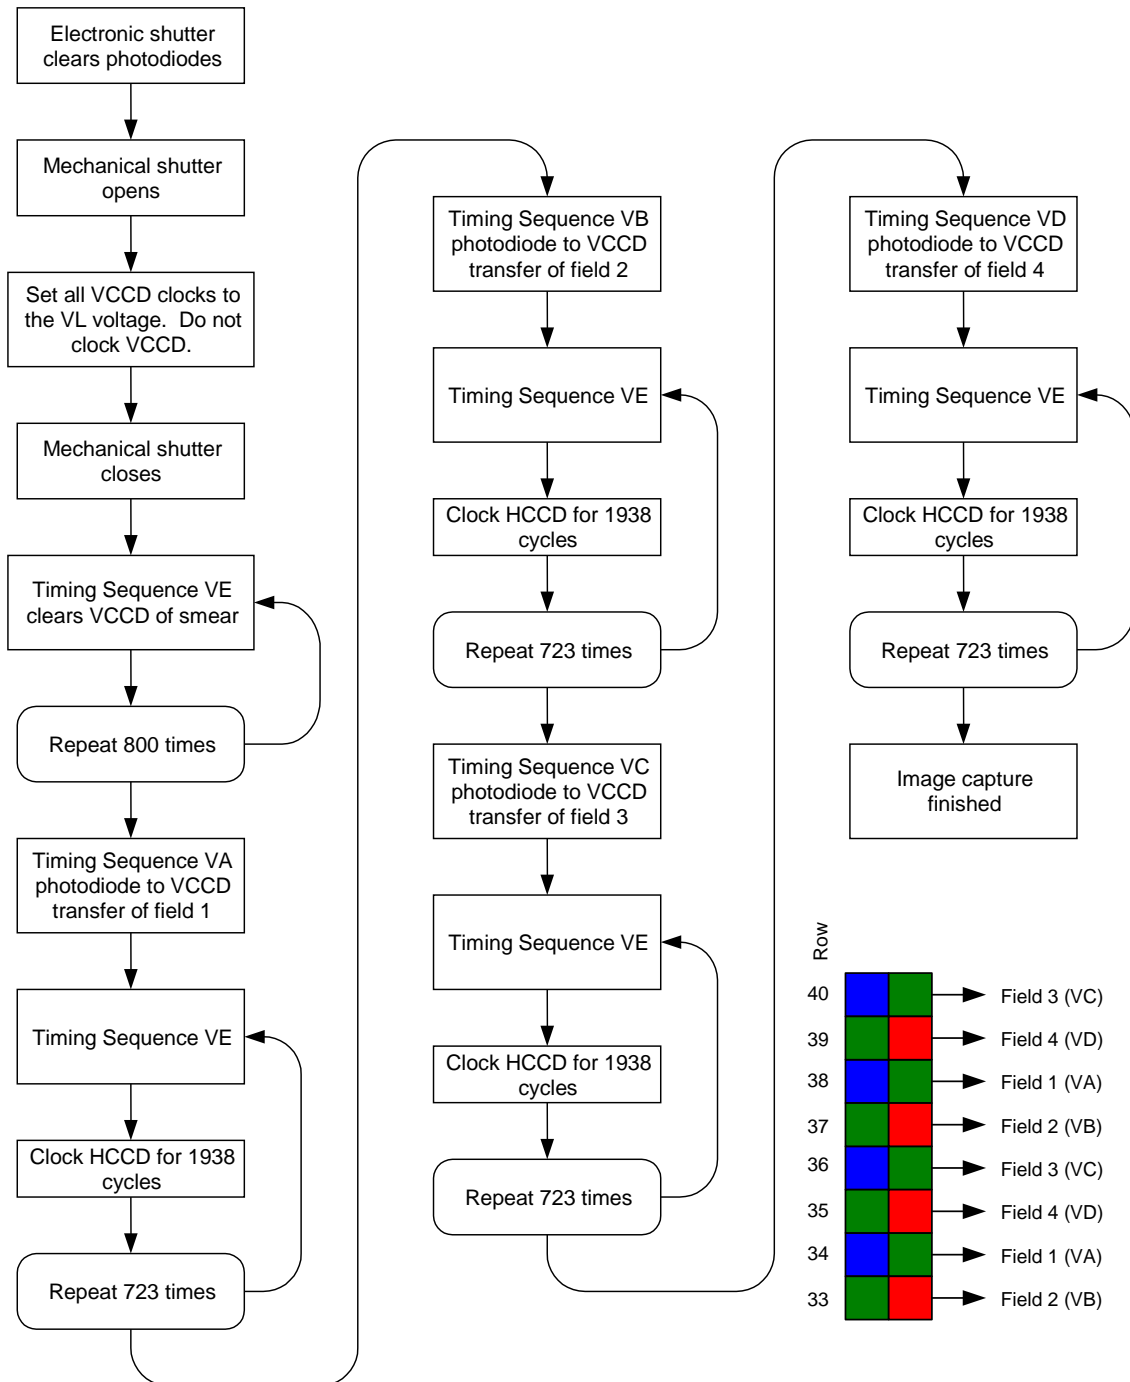 Electronic shutter
clears photodiodes
Mechanical shutter
opens
Set all VCCD clocks to
the VL voltage.  Do not
clock VCCD.
Mechanical shutter
closes
Timing Sequence VE
clears VCCD of smear
Repeat 800 times
Timing Sequence VA
photodiode to VCCD
transfer of field 1
Timing Sequence VE
Clock HCCD for 1938
cycles
Repeat 723 times
Timing Sequence VB
photodiode to VCCD
transfer of field 2
Timing Sequence VE
Clock HCCD for 1938
cycles
Repeat 723 times
Timing Sequence VC
photodiode to VCCD
transfer of field 3
Timing Sequence VE
Clock HCCD for 1938
cycles
Repeat 723 times
Timing Sequence VD
photodiode to VCCD
transfer of field 4
Timing Sequence VE
Clock HCCD for 1938
cycles
Repeat 723 times
Image capture
finished
Row
40 Field 3 (VC)
39 Field 4 (VD)
38 Field 1 (VA)
37 Field 2 (VB)
36 Field 3 (VC)
35 Field 4 (VD)
34 Field 1 (VA)
33 Field 2 (VB)